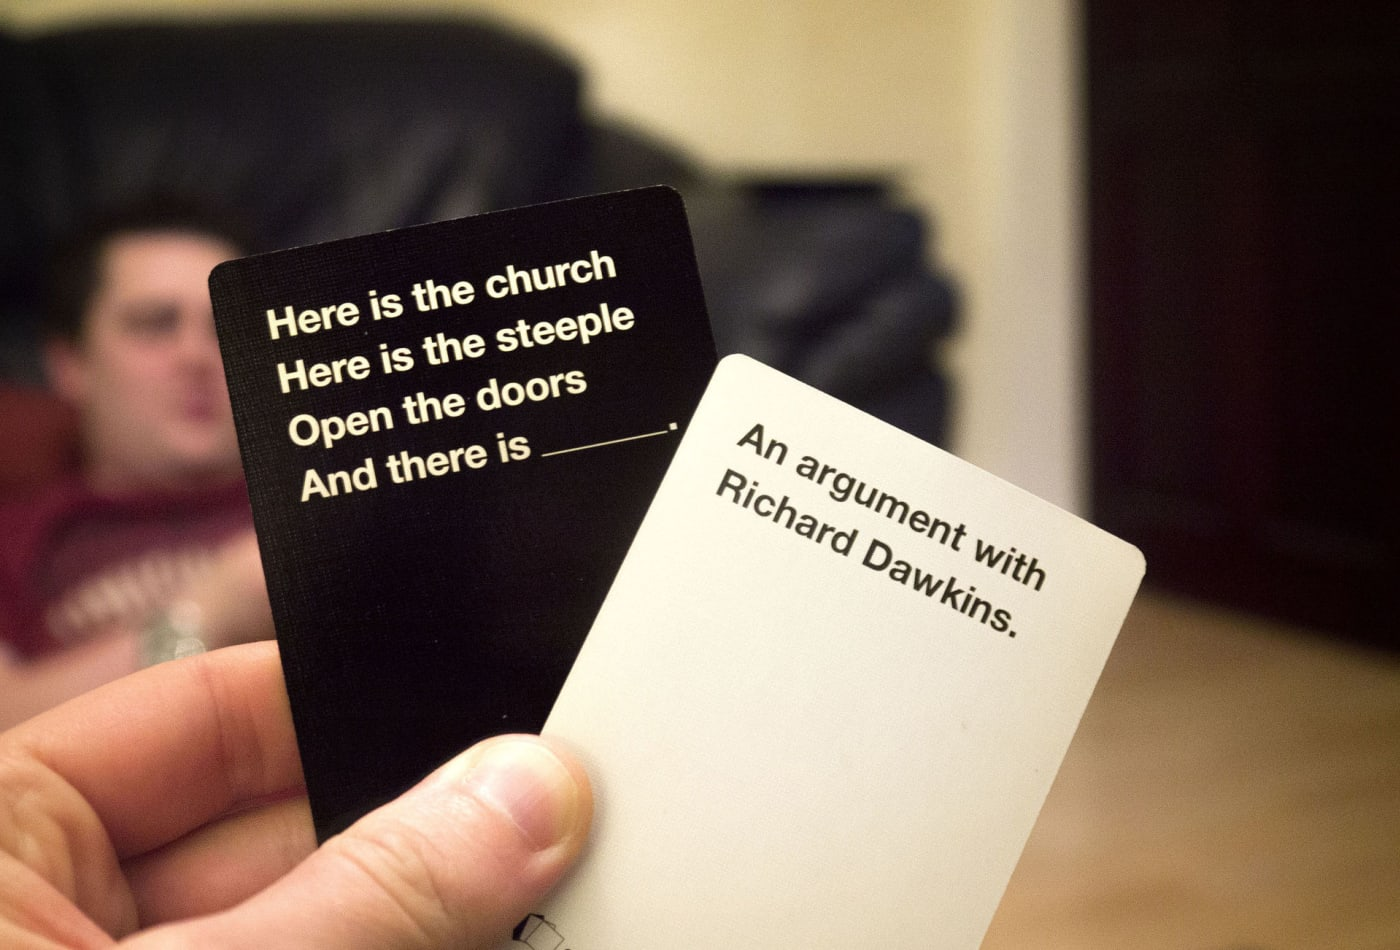 Here is the church
Here is the steeple
Open the doors
And there is ______.
An argument with
Richard Dawkins.